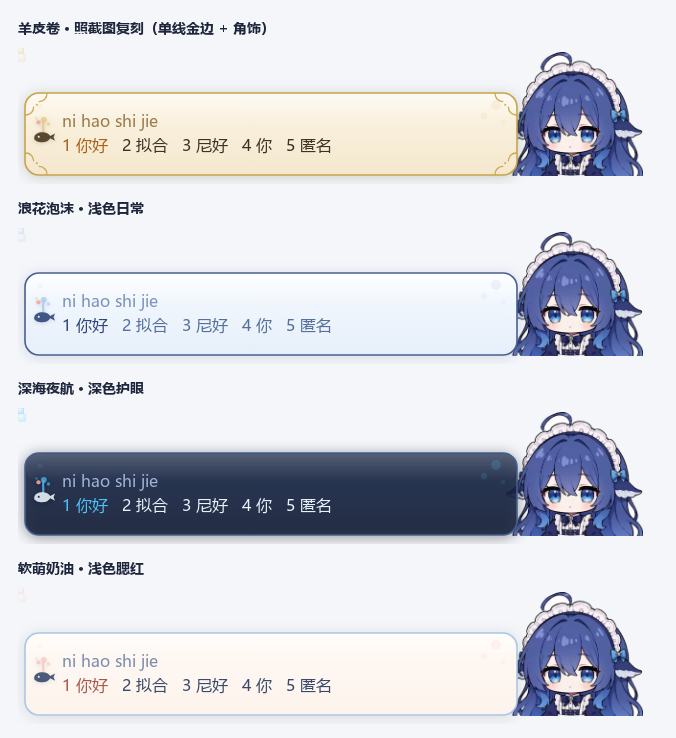 羊皮卷 • 照截图复刻（单线金边 + 角饰）
ni hao shi jie
1 你好 2 拟合 3 尼好 4 你 5 匿名
浪花泡沫 • 浅色日常
ni hao shi jie
1 你好 2 拟合 3 尼好 4 你 5 匿名
深海夜航 • 深色护眼
ni hao shi jie
1 你好 2 拟合 3 尼好 4 你 5 匿名
软萌奶油 • 浅色腮红
ni hao shi jie
1 你好 2 拟合 3 尼好 4 你 5 匿名